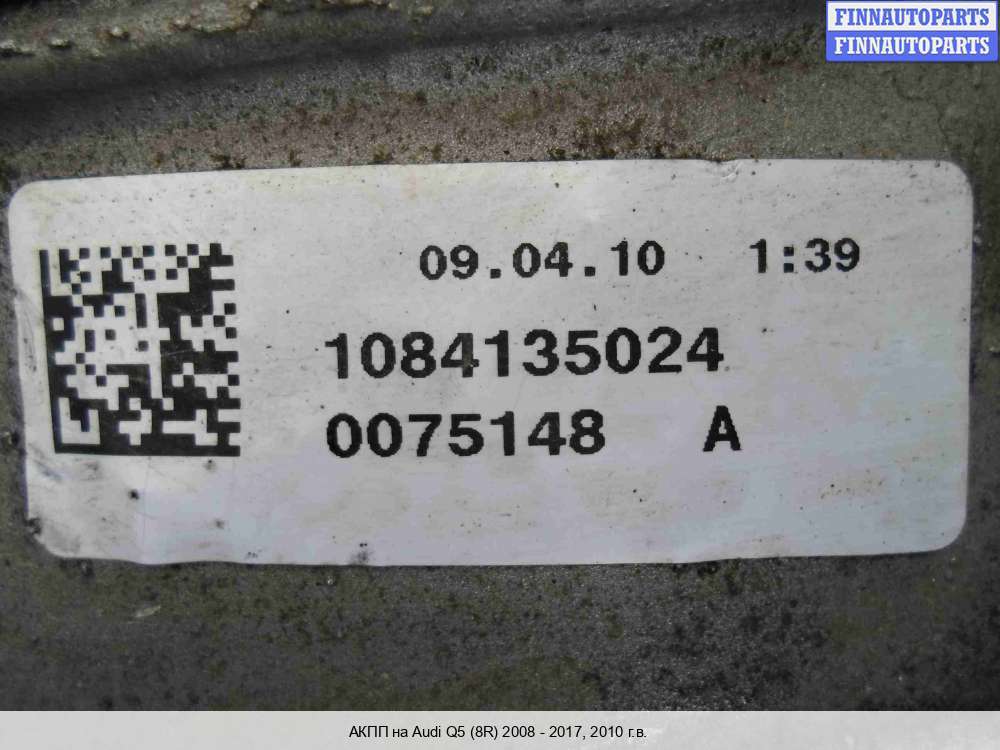 FINNAUTOPARTS
FINNAUTOPARTS
09.04.10 1:39
1084135024
0075148 A
АКПП на Audi Q5 (8R) 2008 - 2017, 2010 г.в.